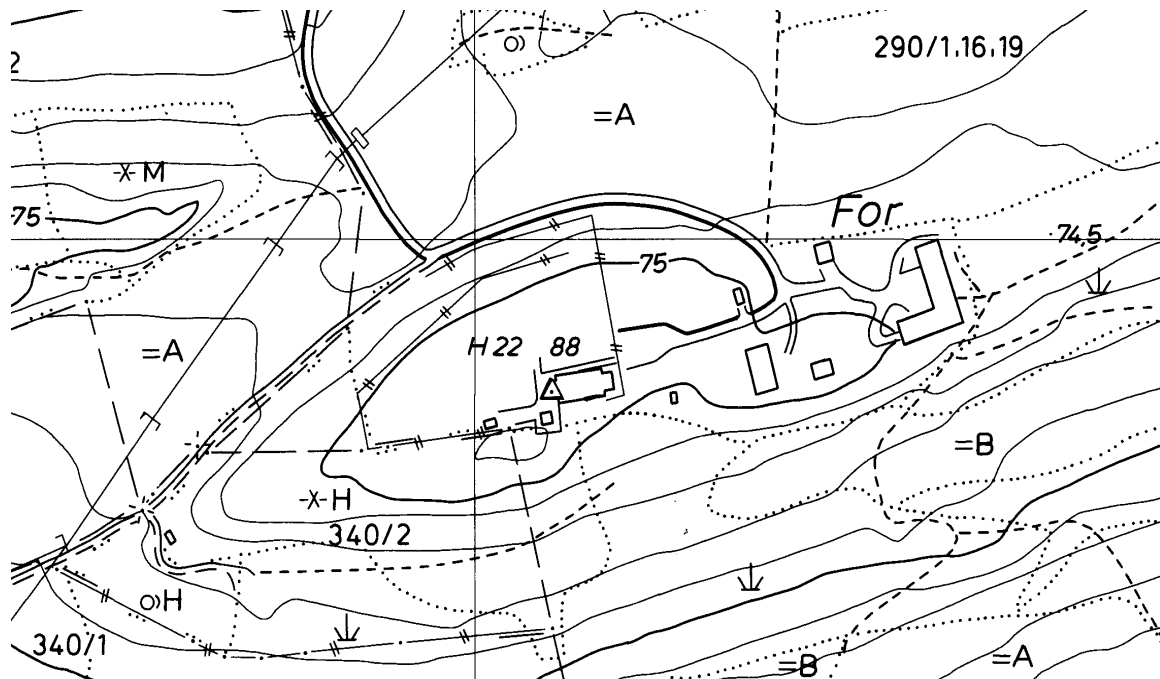 290/1.16.19
2
=A
M
For
75
74.5
75
H 22 88
=A
=B
H
340/2
H
340/1
=B
=A